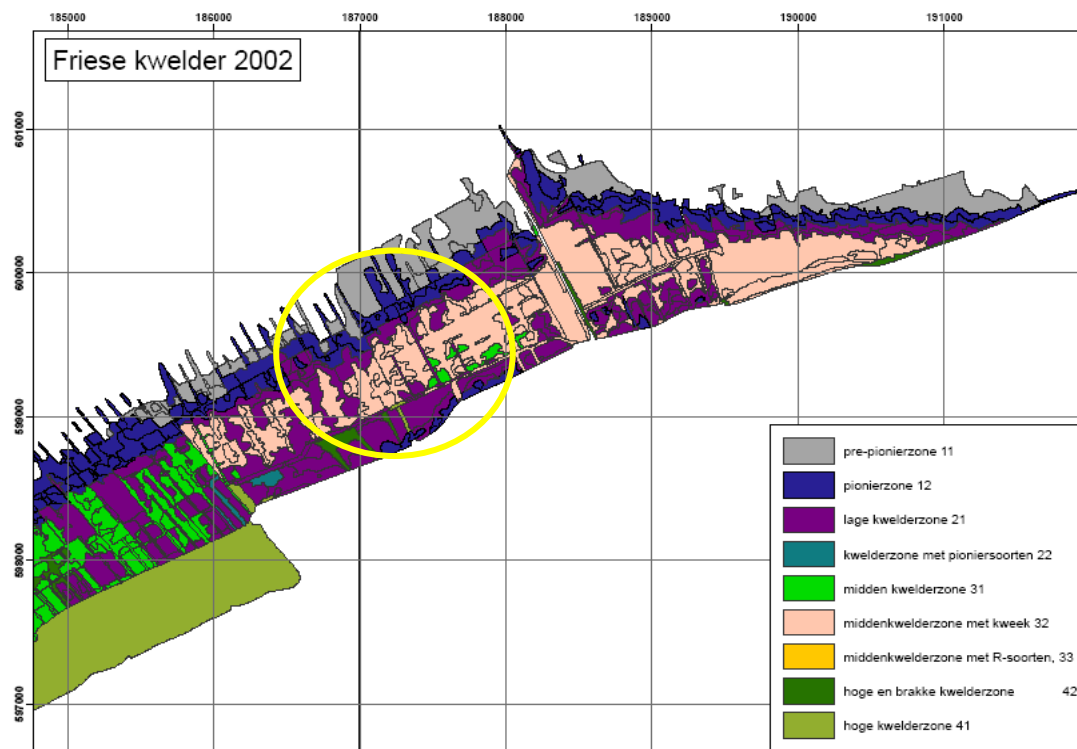 185000 186000 187000 188000 189000 190000 191000
Friese kwelder 2002
601000
600000
599000
598000
597000
pre-pionierzone 11
pionierzone 12
lage kwelderzone 21
kwelderzone met pioniersoorten 22
midden kwelderzone 31
middenkwelderzone met kweek 32
middenkwelderzone met R-soorten, 33
hoge en brakke kwelderzone 42
hoge kwelderzone 41